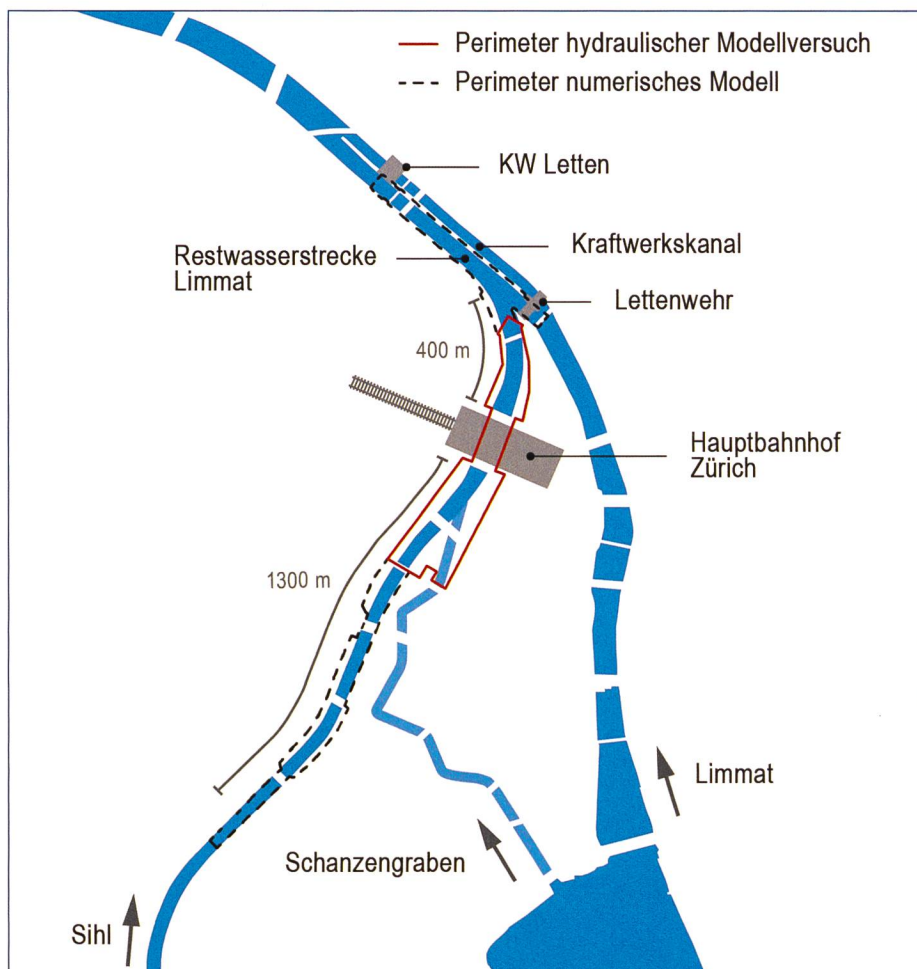 Perimeter hydraulischer Modellversuch
Perimeter numerisches Modell
KW Letten
Kraftwerkskanal
Restwasserstrecke
Limmat
Lettenwehr
400 m
Hauptbahnhof
Zürich
1300 m
Limmat
Schanzengraben
Sihl